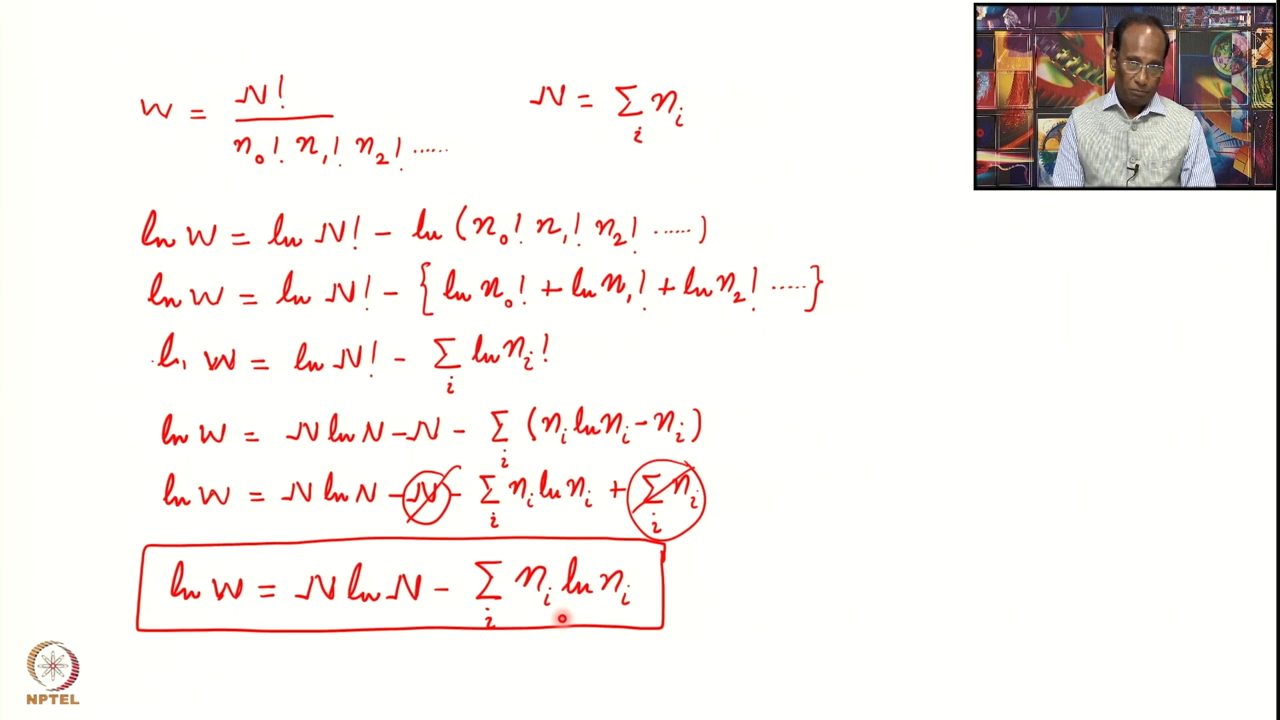 W = N! / n₀! n₁! n₂! ......    N = Σᵢ nᵢ
ln W = ln N! − ln (n₀! n₁! n₂! ......)
ln W = ln N! − { ln n₀! + ln n₁! + ln n₂! ..... }
ln W = ln N! − Σᵢ ln nᵢ!
ln W = N ln N − N − Σᵢ (nᵢ ln nᵢ − nᵢ)
ln W = N ln N − N − Σᵢ nᵢ ln nᵢ + Σᵢ nᵢ
ln W = N ln N − Σᵢ nᵢ ln nᵢ
NPTEL